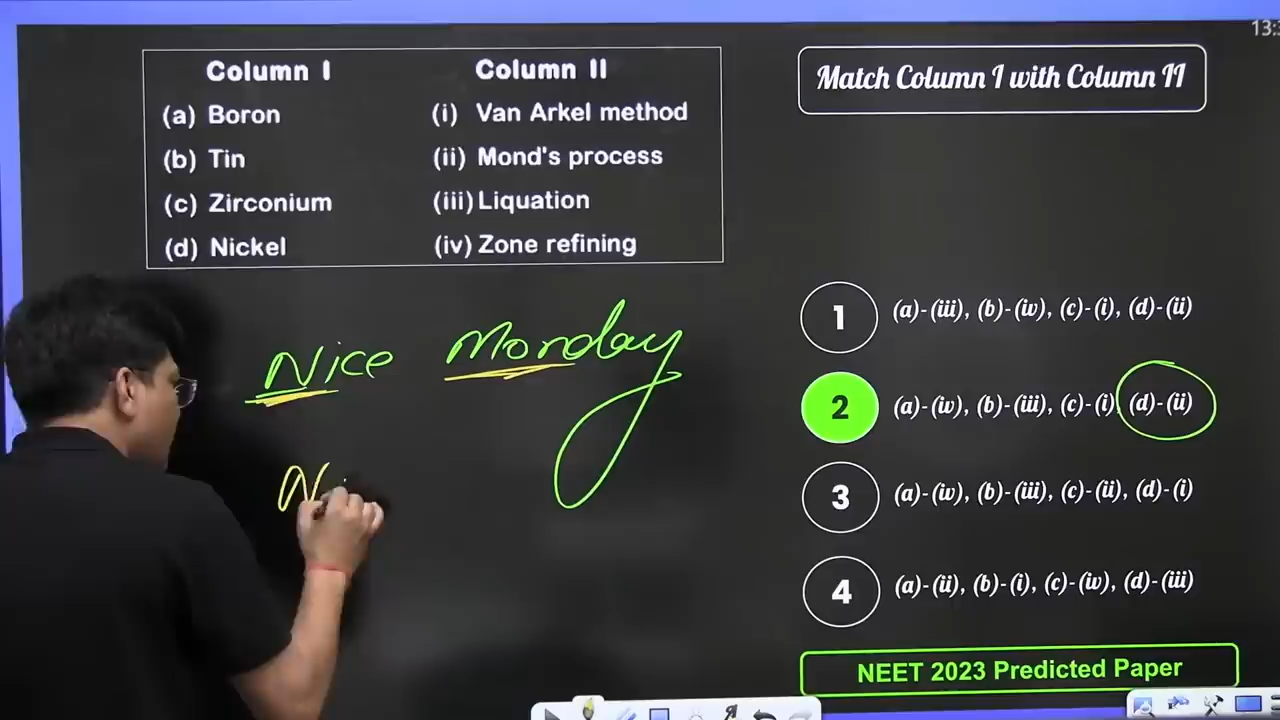 13:
Column I Column II
(a) Boron (i) Van Arkel method
(b) Tin (ii) Mond's process
(c) Zirconium (iii) Liquation
(d) Nickel (iv) Zone refining
Match Column I with Column II
Nice Monday
Ni
1 (a)-(iii), (b)-(iv), (c)-(i), (d)-(ii)
2 (a)-(iv), (b)-(iii), (c)-(i) (d)-(ii)
3 (a)-(iv), (b)-(iii), (c)-(ii), (d)-(i)
4 (a)-(ii), (b)-(i), (c)-(iv), (d)-(iii)
NEET 2023 Predicted Paper